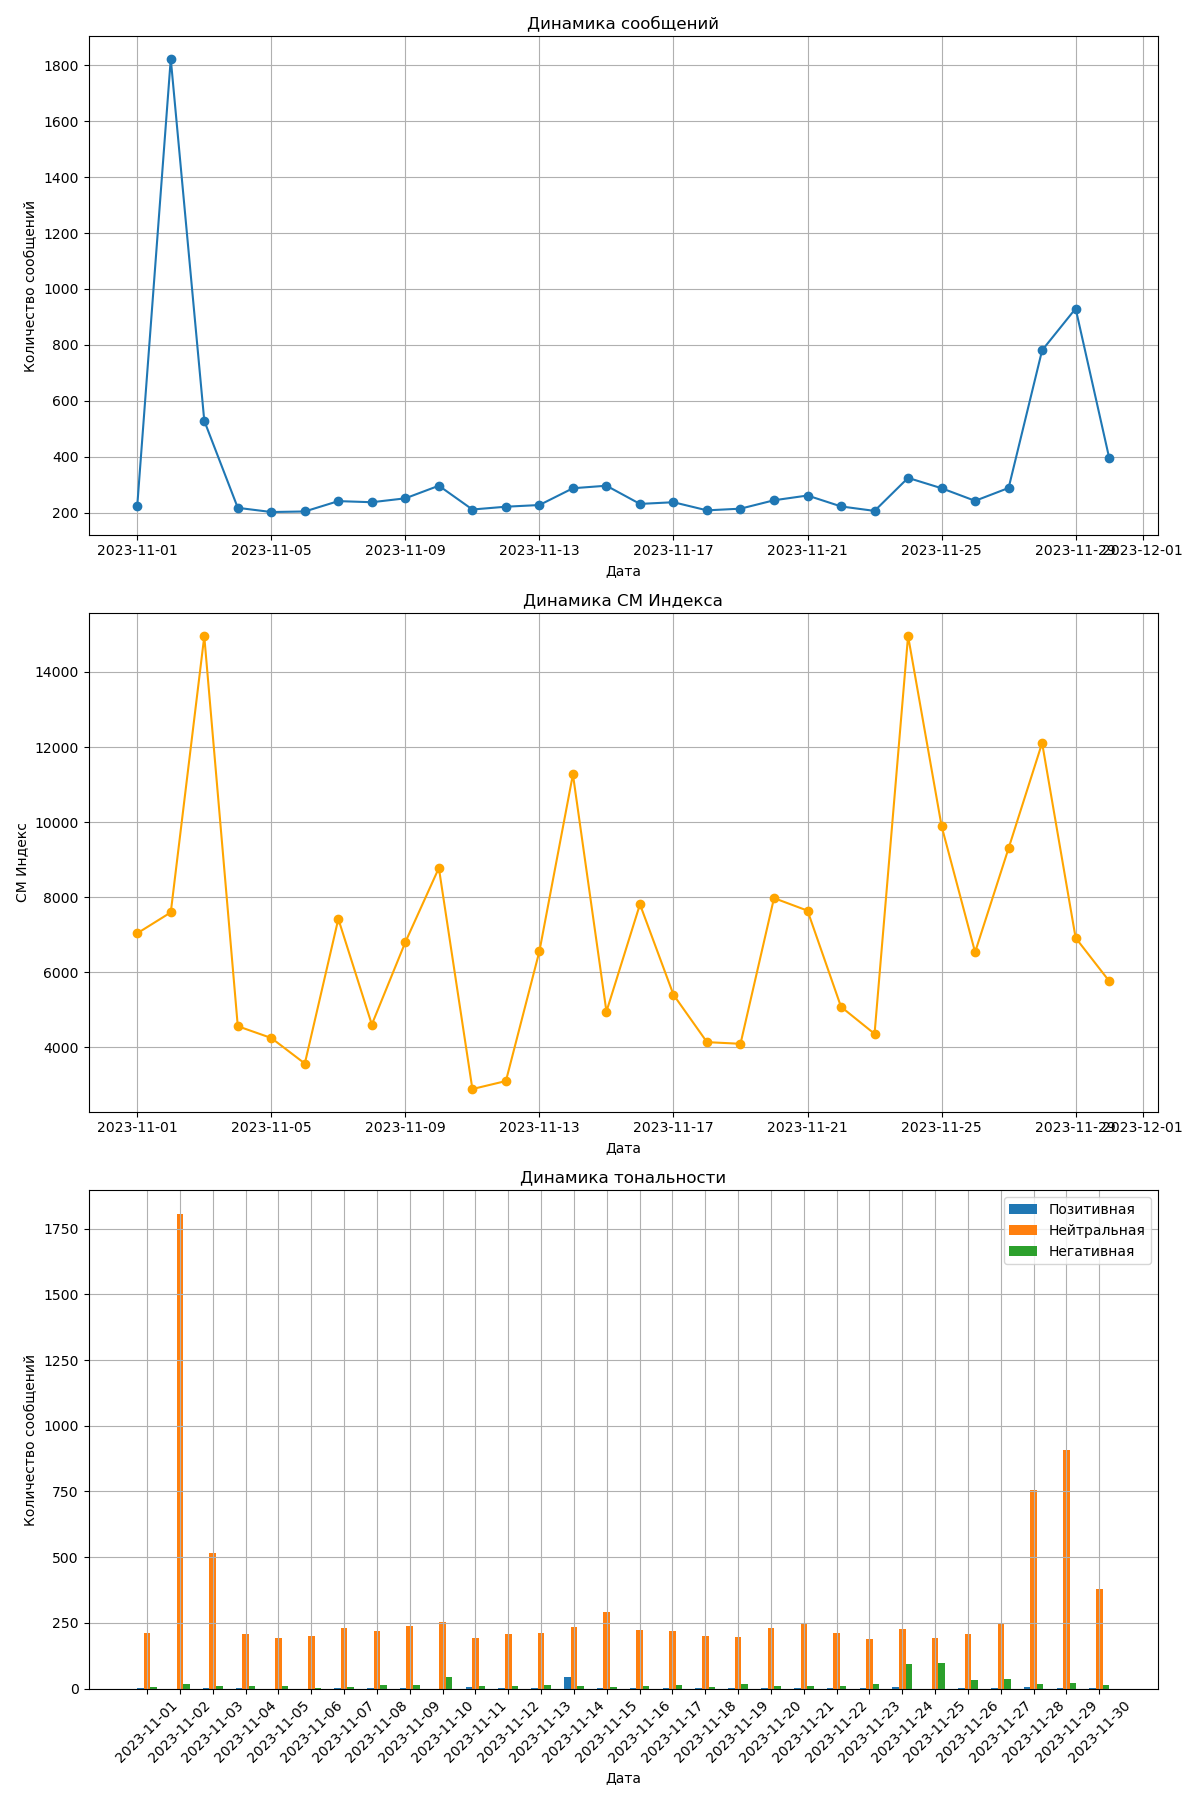 Динамика сообщений
1800
1600
1400
1200
1000
800
600
400
200
Количество сообщений
2023-11-01 2023-11-05 2023-11-09 2023-11-13 2023-11-17 2023-11-21 2023-11-25 2023-11-29 2023-12-01
Дата
Динамика СМ Индекса
14000
12000
10000
8000
6000
4000
СМ Индекс
2023-11-01 2023-11-05 2023-11-09 2023-11-13 2023-11-17 2023-11-21 2023-11-25 2023-11-29 2023-12-01
Дата
Динамика тональности
Позитивная
Нейтральная
Негативная
1750
1500
1250
1000
750
500
250
0
Количество сообщений
2023-11-01 2023-11-02 2023-11-03 2023-11-04 2023-11-05 2023-11-06 2023-11-07 2023-11-08 2023-11-09 2023-11-10 2023-11-11 2023-11-12 2023-11-13 2023-11-14 2023-11-15 2023-11-16 2023-11-17 2023-11-18 2023-11-19 2023-11-20 2023-11-21 2023-11-22 2023-11-23 2023-11-24 2023-11-25 2023-11-26 2023-11-27 2023-11-28 2023-11-29 2023-11-30
Дата